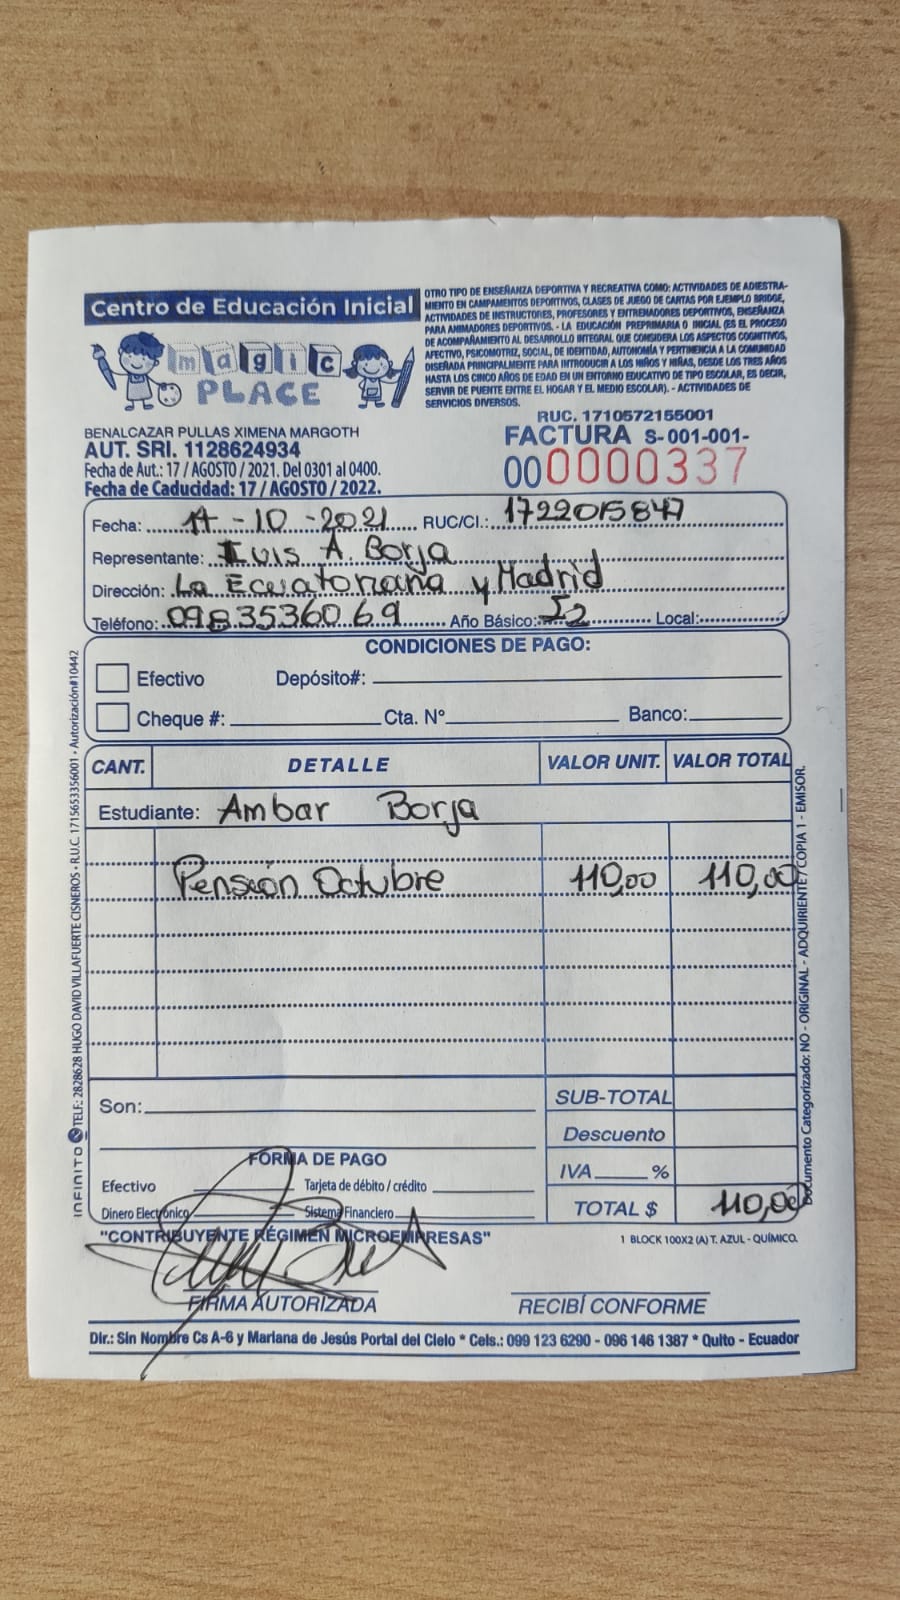 Centro de Educación Inicial
magic
PLACE
OTRO TIPO DE ENSEÑANZA DEPORTIVA Y RECREATIVA COMO: ACTIVIDADES DE ADIESTRA-
MIENTO EN CAMPAMENTOS DEPORTIVOS, CLASES DE JUEGO DE CARTAS POR EJEMPLO BRIDGE,
ACTIVIDADES DE INSTRUCTORES, PROFESORES Y ENTRENADORES DEPORTIVOS, ENSEÑANZA
PARA ANIMADORES DEPORTIVOS. - LA EDUCACIÓN PREPRIMARIA O INICIAL (ES EL PROCESO
DE ACOMPAÑAMIENTO AL DESARROLLO INTEGRAL QUE CONSIDERA LOS ASPECTOS COGNITIVOS,
AFECTIVO, PSICOMOTRIZ, SOCIAL, DE IDENTIDAD, AUTONOMÍA Y PERTINENCIA A LA COMUNIDAD
DISEÑADA PRINCIPALMENTE PARA INTRODUCIR A LOS NIÑOS Y NIÑAS, DESDE LOS TRES AÑOS
HASTA LOS CINCO AÑOS DE EDAD EN UN ENTORNO EDUCATIVO DE TIPO ESCOLAR, ES DECIR,
SERVIR DE PUENTE ENTRE EL HOGAR Y EL MEDIO ESCOLAR). - ACTIVIDADES DE
SERVICIOS DIVERSOS.
RUC. 1710572155001
BENALCAZAR PULLAS XIMENA MARGOTH
FACTURA S-001-001-
AUT. SRI. 1128624934
000000337
Fecha de Aut.: 17 / AGOSTO / 2021. Del 0301 al 0400.
Fecha de Caducidad: 17 / AGOSTO / 2022.
Fecha: 14-10-2021 RUC/CI.: 1722015847
Representante: Luis A. Borja
Dirección: La Ecuatoriana y Madrid
Teléfono: 0983536069 Año Básico: I2 Local:
CONDICIONES DE PAGO:
Efectivo Depósito#:
Cheque #: Cta. N° Banco:
CANT. DETALLE VALOR UNIT. VALOR TOTAL
Estudiante: Ambar Borja
Pensión Octubre 110,00 110,00
Son:
SUB-TOTAL
Descuento
FORMA DE PAGO
IVA %
Efectivo Tarjeta de débito / crédito
Dinero Electrónico Sistema Financiero
TOTAL $ 110,00
"CONTRIBUYENTE RÉGIMEN MICROEMPRESAS"
1 BLOCK 100X2 (A) T. AZUL - QUÍMICO.
FIRMA AUTORIZADA RECIBÍ CONFORME
Dir.: Sin Nombre Cs A-6 y Mariana de Jesús Portal del Cielo * Cels.: 099 123 6290 - 096 146 1387 * Quito - Ecuador
INFINITO TELF.: 2828628 HUGO DAVID VILLAFUERTE CISNEROS • R.U.C. 1715653356001 • Autorización#10442
Documento Categorizado: NO - ORIGINAL - ADQUIRIENTE / COPIA 1 - EMISOR.